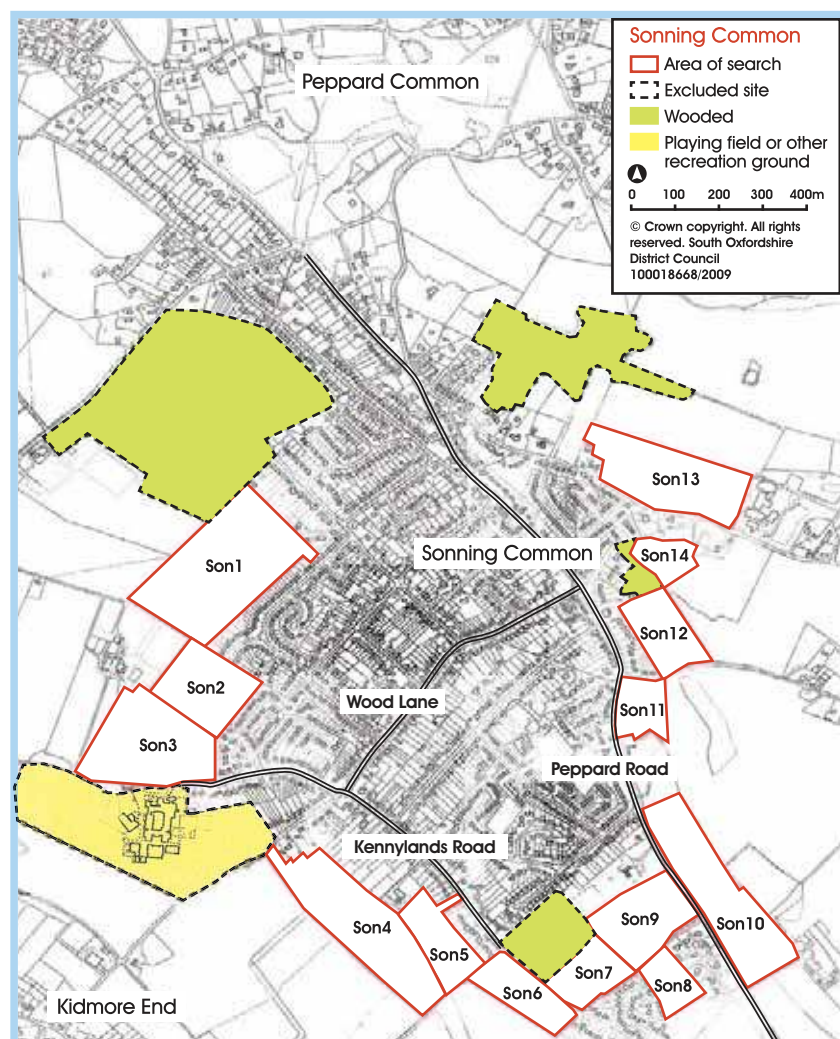 Sonning Common
Area of search
Excluded site
Wooded
Playing field or other
recreation ground
0 100 200 300 400m
© Crown copyright. All rights
reserved. South Oxfordshire
District Council
100018668/2009
Peppard Common
Son13
Sonning Common
Son14
Son1
Son12
Son2
Wood Lane
Son11
Son3
Peppard Road
Kennylands Road
Son4
Son9
Son10
Son5
Son7
Son8
Son6
Kidmore End